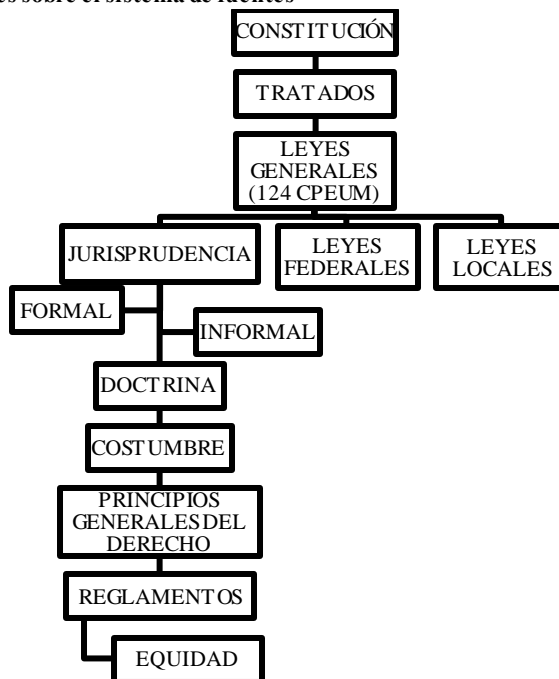 es sobre el sistema de fuentes
CONSTITUCIÓN
TRATADOS
LEYES
GENERALES
(124 CPEUM)
JURISPRUDENCIA
LEYES
FEDERALES
LEYES
LOCALES
FORMAL
INFORMAL
DOCTRINA
COSTUMBRE
PRINCIPIOS
GENERALES DEL
DERECHO
REGLAMENTOS
EQUIDAD